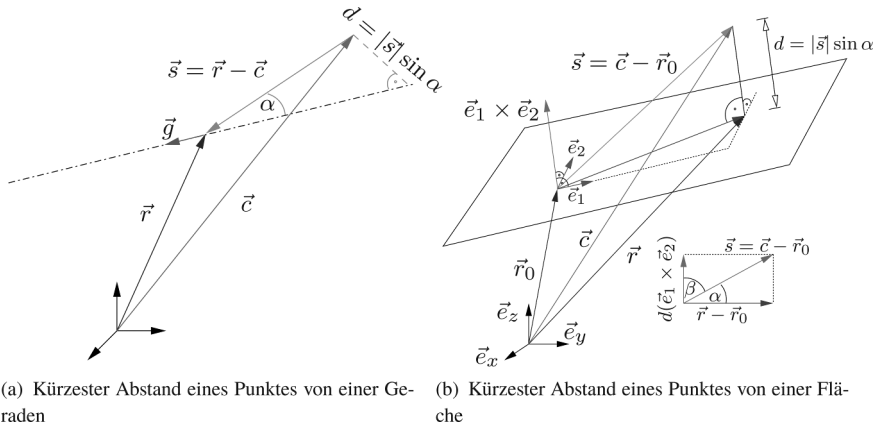 d = |s⃗| sin α
s⃗ = r⃗ − c⃗
α
g⃗
r⃗
c⃗
d = |s⃗| sin α
s⃗ = c⃗ − r⃗₀
e⃗₁ × e⃗₂
e⃗₂
e⃗₁
c⃗
r⃗
r⃗₀
e⃗z
e⃗y
e⃗x
d(e⃗₁ × e⃗₂)
s⃗ = c⃗ − r⃗₀
β
α
r⃗ − r⃗₀
(a) Kürzester Abstand eines Punktes von einer Ge-
raden
(b) Kürzester Abstand eines Punktes von einer Flä-
che